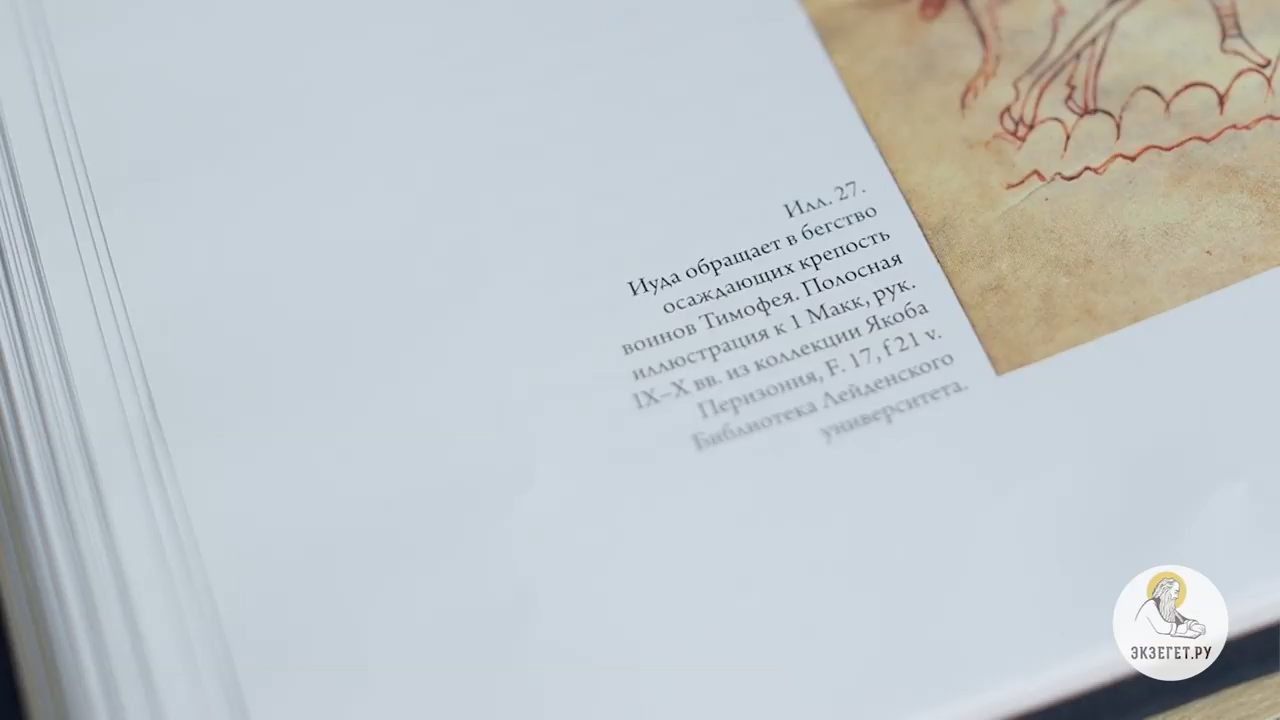 Илл. 27.
Иуда обращает в бегство
осаждающих крепость
воинов Тимофея. Полосная
иллюстрация к 1 Макк, рук.
IX–X вв. из коллекции Якоба
Перизония, F. 17, f 21 v.
Библиотека Лейденского
университета.
ЭКЗЕГЕТ.РУ